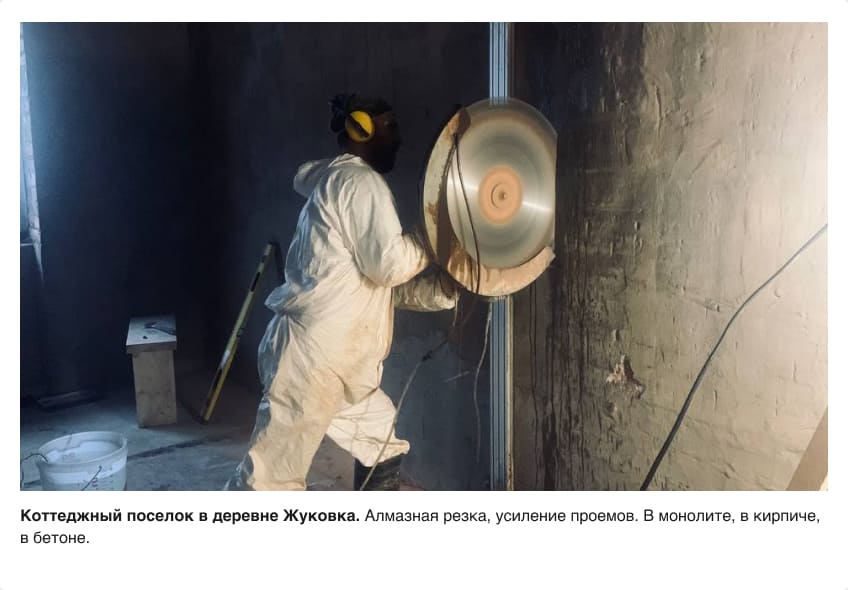 Коттеджный поселок в деревне Жуковка. Алмазная резка, усиление проемов. В монолите, в кирпиче,
в бетоне.